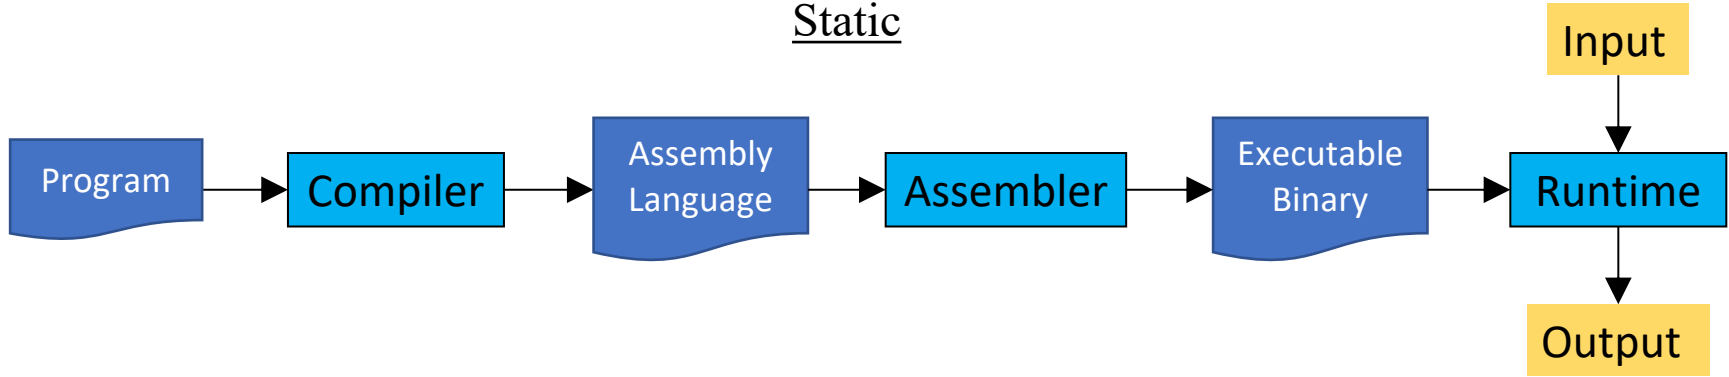 Static
Input
Program
Compiler
Assembly
Language
Assembler
Executable
Binary
Runtime
Output